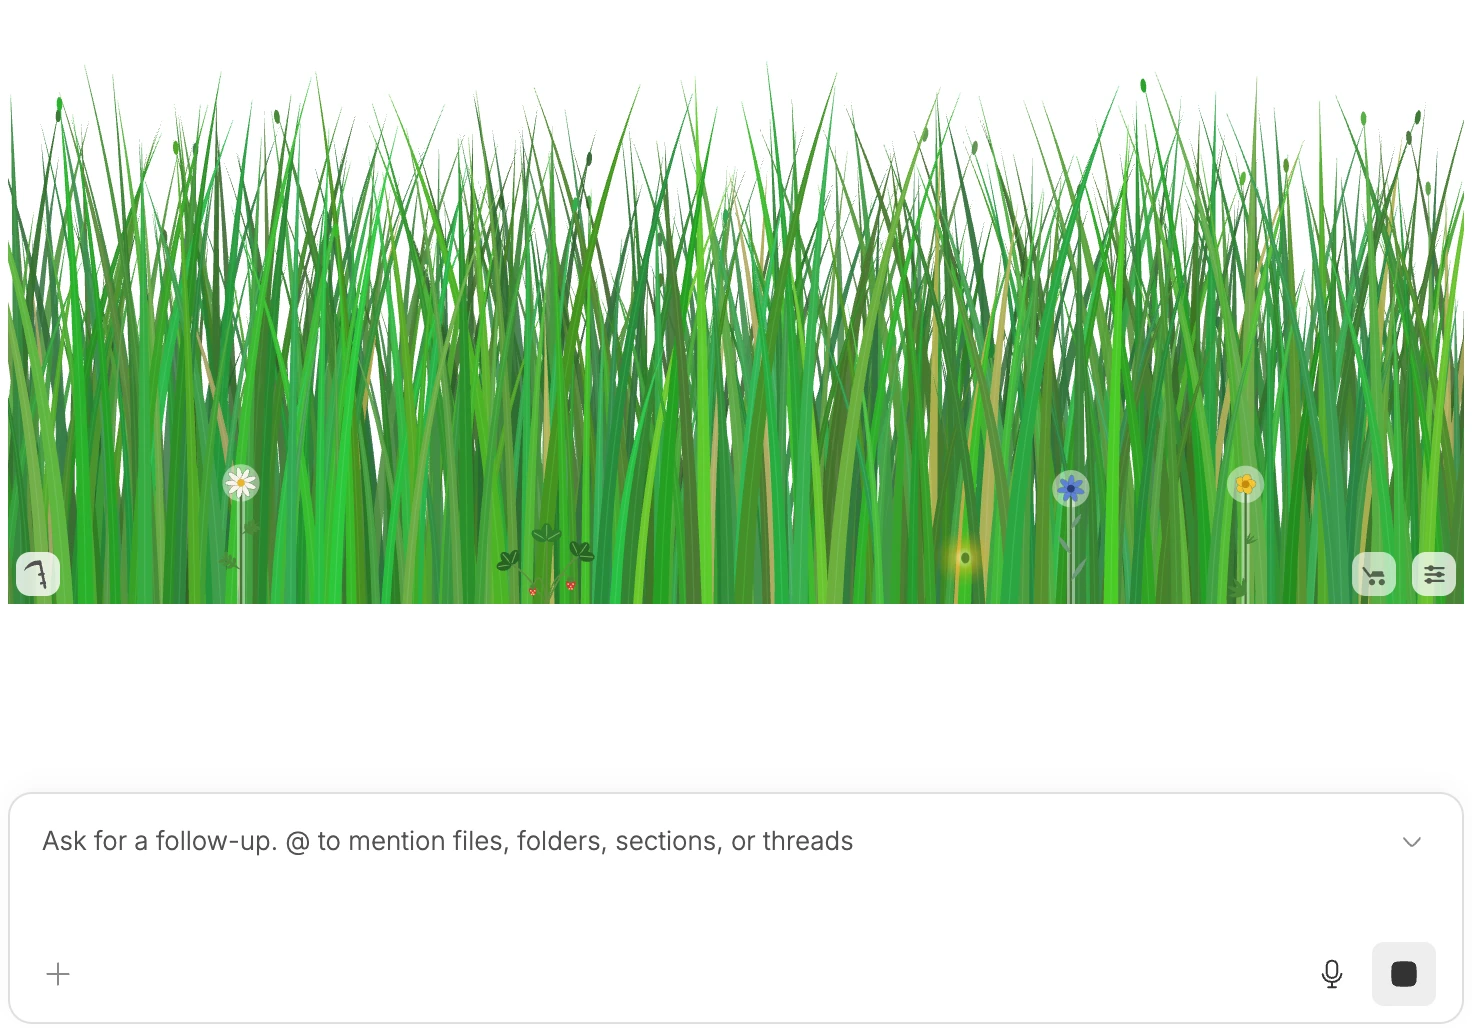 Ask for a follow-up. @ to mention files, folders, sections, or threads